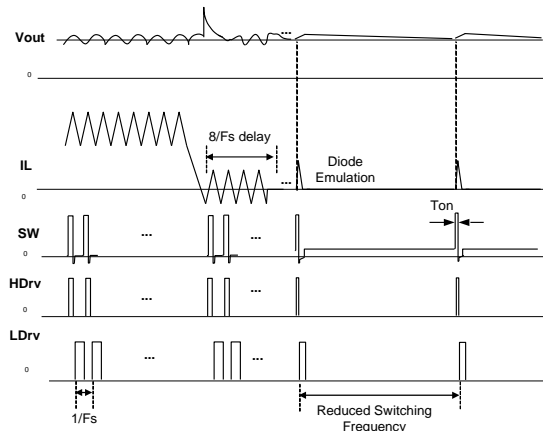 Vout
0
...
8/Fs delay
IL
0
...
Diode
Emulation
Ton
SW
0
...
...
HDrv
0
...
...
LDrv
0
...
...
1/Fs
Reduced Switching
Frequency